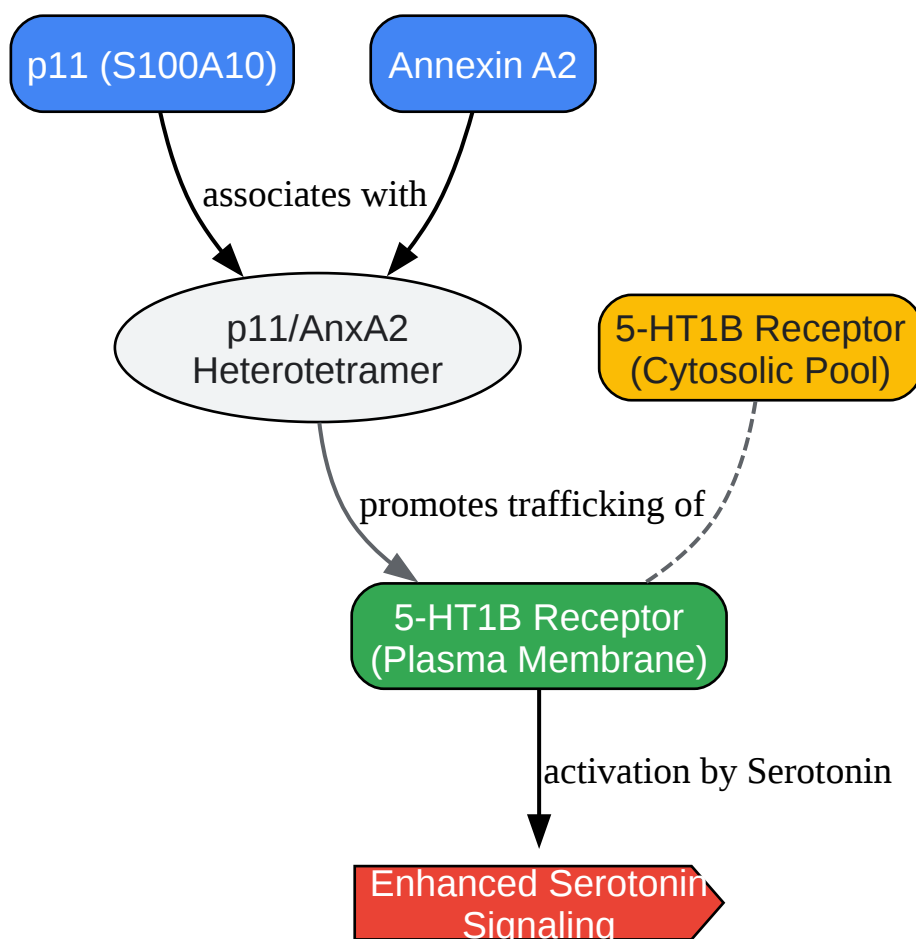 p11 (S100A10)
Annexin A2
associates with
p11/AnxA2
Heterotetramer
5-HT1B Receptor
(Cytosolic Pool)
promotes trafficking of
5-HT1B Receptor
(Plasma Membrane)
activation by Serotonin
Enhanced Serotonin
Signaling